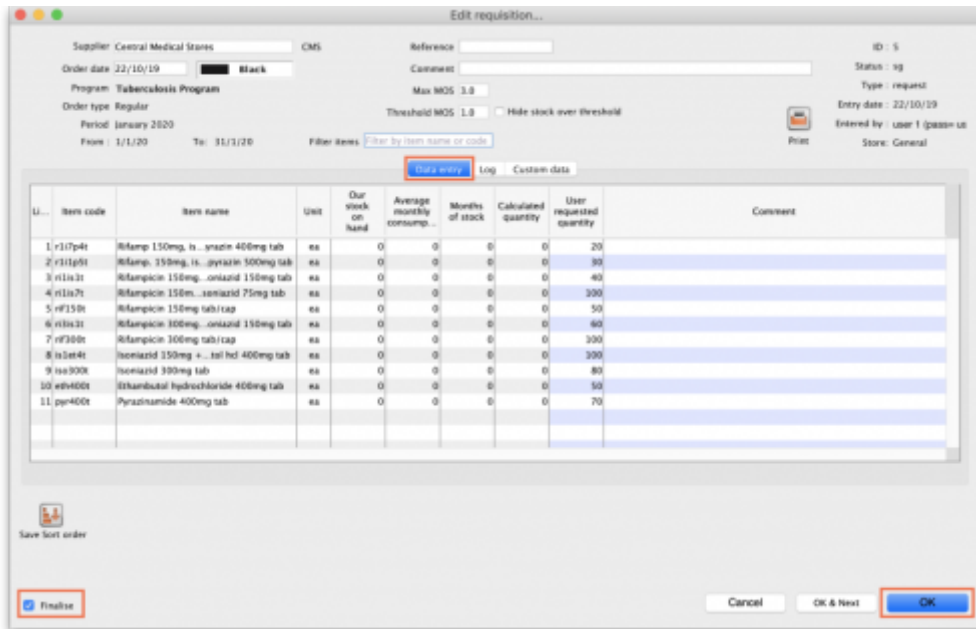 Edit requisition...
Supplier Central Medical Stores CMS Reference ID : 5
Order date 22/10/19 Black Comment Status : sg
Program Tuberculosis Program Max MOS 3.0 Type : request
Order type Regular Threshold MOS 1.0 Hide stock over threshold Entry date : 22/10/19
Period January 2020 Print Entered by : user 1 (pass= us
From : 1/1/20 To: 31/1/20 Filter items Filter by item name or code Store: General
Data entry Log Custom data
Li... Item code Item name Unit Our stock on hand Average monthly consump... Months of stock Calculated quantity User requested quantity Comment
1 r1i7p4t Rifamp 150mg, is...yrazin 400mg tab ea 0 0 0 0 20
2 r1i1p5t Rifamp. 150mg, is...pyrazin 500mg tab ea 0 0 0 0 30
3 ri1is1t Rifampicin 150mg...oniazid 150mg tab ea 0 0 0 0 40
4 ri1is7t Rifampicin 150m...soniazid 75mg tab ea 0 0 0 0 100
5 rif150t Rifampicin 150mg tab/cap ea 0 0 0 0 50
6 ri3is1t Rifampicin 300mg...oniazid 150mg tab ea 0 0 0 0 60
7 rif300t Rifampicin 300mg tab/cap ea 0 0 0 0 100
8 is1et4t Isoniazid 150mg +...tol hcl 400mg tab ea 0 0 0 0 100
9 iso300t Isoniazid 300mg tab ea 0 0 0 0 80
10 eth400t Ethambutol hydrochloride 400mg tab ea 0 0 0 0 50
11 pyr400t Pyrazinamide 400mg tab ea 0 0 0 0 70
Save Sort order
Finalise Cancel OK & Next OK